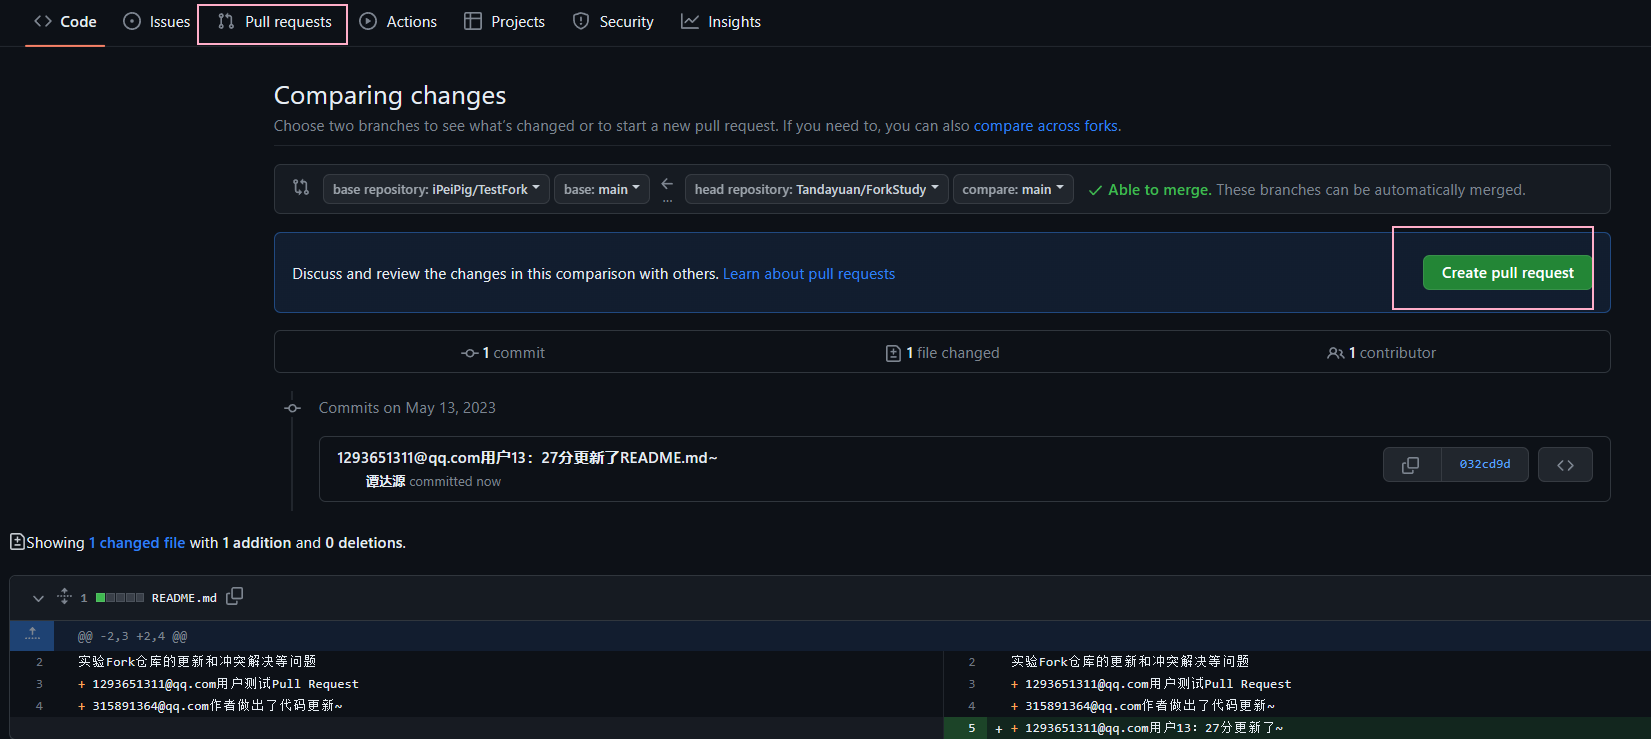 Code Issues Pull requests Actions Projects Security Insights
Comparing changes
Choose two branches to see what's changed or to start a new pull request. If you need to, you can also compare across forks.
base repository: iPeiPig/TestFork base: main ← ... head repository: Tandayuan/ForkStudy compare: main ✓ Able to merge. These branches can be automatically merged.
Discuss and review the changes in this comparison with others. Learn about pull requests
Create pull request
1 commit 1 file changed 1 contributor
Commits on May 13, 2023
1293651311@qq.com用户13：27分更新了README.md~
谭达源 committed now
032cd9d
Showing 1 changed file with 1 addition and 0 deletions.
1 README.md
@@ -2,3 +2,4 @@
2 实验Fork仓库的更新和冲突解决等问题 2 实验Fork仓库的更新和冲突解决等问题
3 + 1293651311@qq.com用户测试Pull Request 3 + 1293651311@qq.com用户测试Pull Request
4 + 315891364@qq.com作者做出了代码更新~ 4 + 315891364@qq.com作者做出了代码更新~
5 + + 1293651311@qq.com用户13：27分更新了~